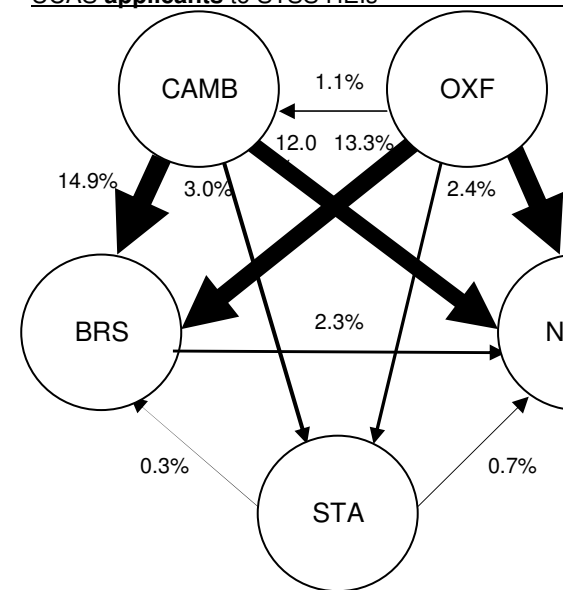 UCAS applicants to STSS HEIs
CAMB
OXF
1.1%
12.0
13.3%
14.9%
3.0%
2.4%
BRS
2.3%
N
0.3%
0.7%
STA